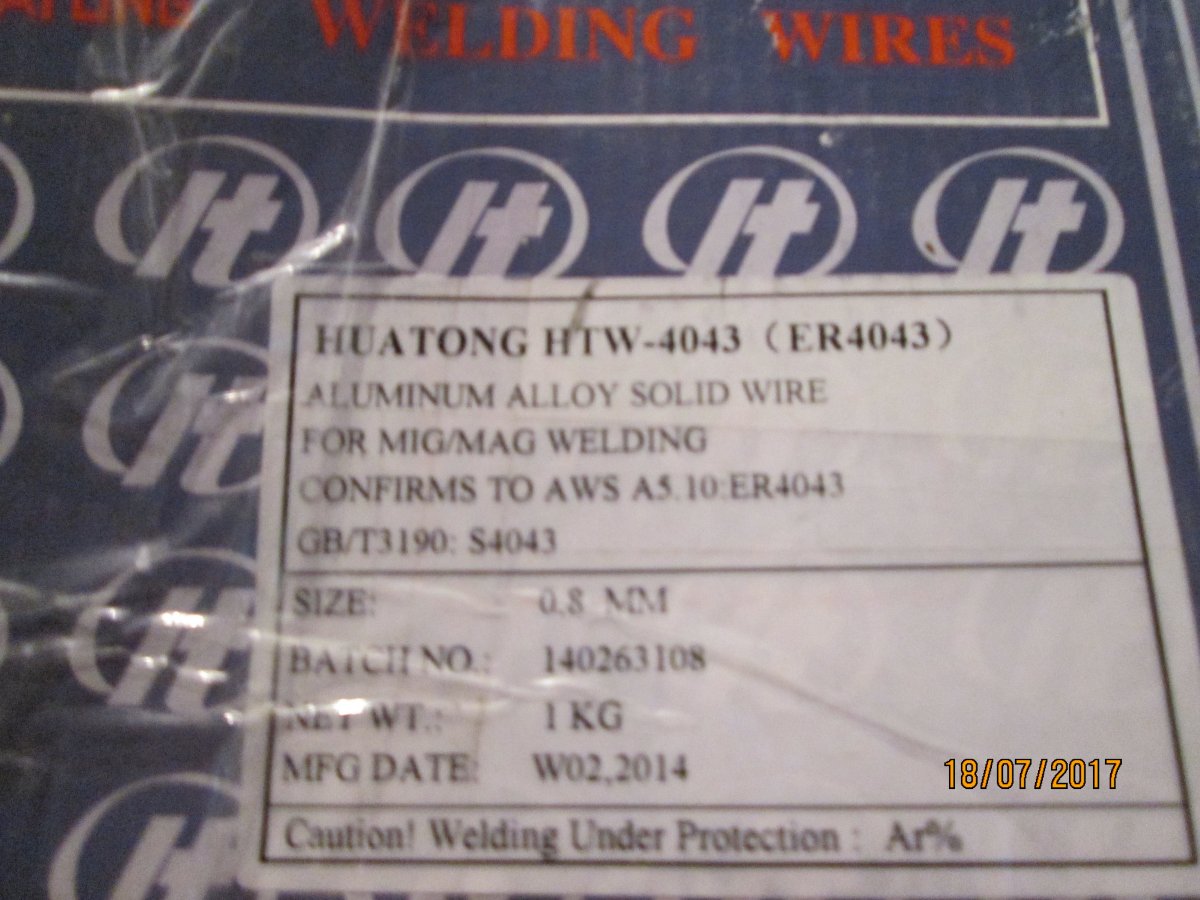 WELDING WIRES
HUATONG HTW-4043 (ER4043)
ALUMINUM ALLOY SOLID WIRE
FOR MIG/MAG WELDING
CONFIRMS TO AWS A5.10:ER4043
GB/T3190: S4043
SIZE: 0.8 MM
BATCH NO.: 140263108
NET WT.: 1 KG
MFG DATE: W02,2014
18/07/2017
Caution! Welding Under Protection : Ar%